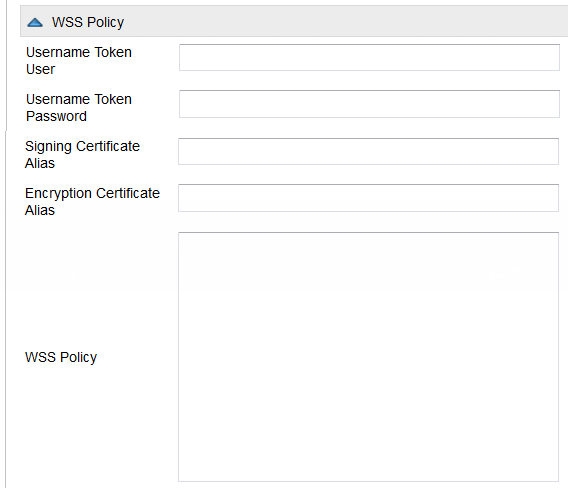 WSS Policy
Username Token
User
Username Token
Password
Signing Certificate
Alias
Encryption Certificate
Alias
WSS Policy